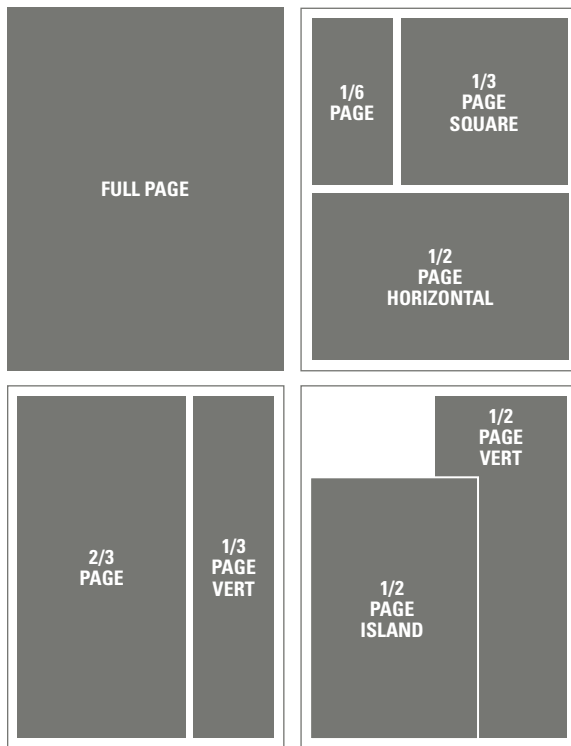 FULL PAGE
1/6
PAGE
1/3
PAGE
SQUARE
1/2
PAGE
HORIZONTAL
2/3
PAGE
1/3
PAGE
VERT
1/2
PAGE
VERT
1/2
PAGE
ISLAND